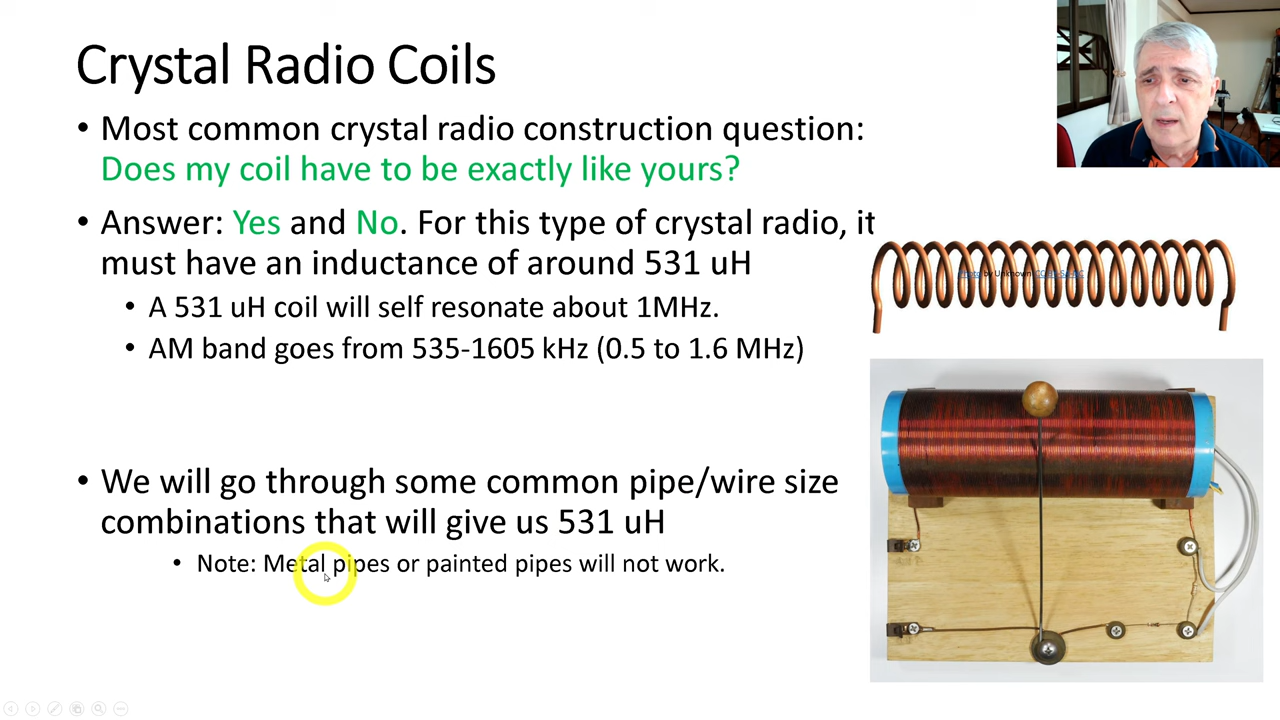 Crystal Radio Coils
• Most common crystal radio construction question:
Does my coil have to be exactly like yours?
• Answer: Yes and No. For this type of crystal radio, it
must have an inductance of around 531 uH
• A 531 uH coil will self resonate about 1MHz.
• AM band goes from 535-1605 kHz (0.5 to 1.6 MHz)
• We will go through some common pipe/wire size
combinations that will give us 531 uH
• Note: Metal pipes or painted pipes will not work.
by Unknown